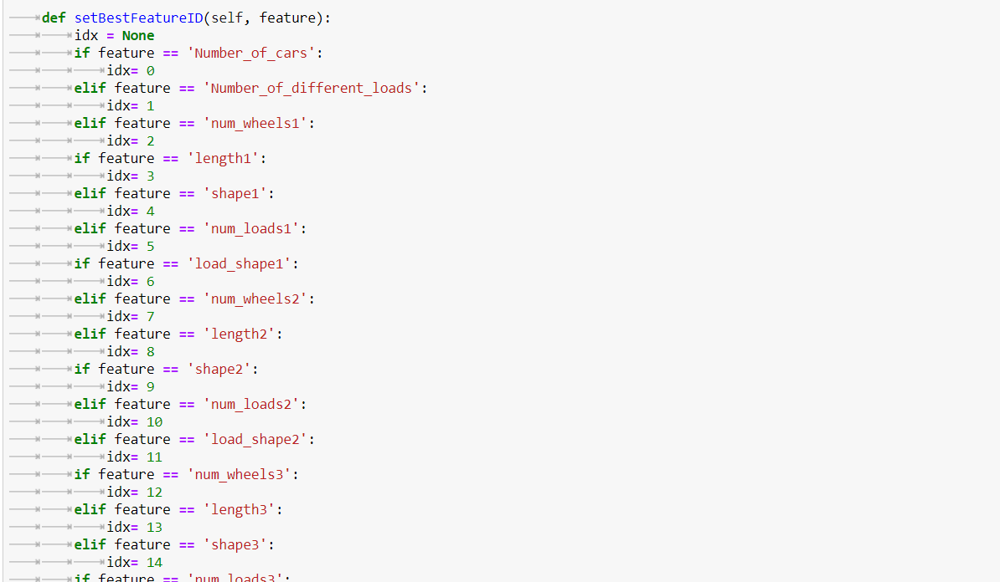 def setBestFeatureID(self, feature):
idx = None
if feature == 'Number_of_cars':
idx= 0
elif feature == 'Number_of_different_loads':
idx= 1
elif feature == 'num_wheels1':
idx= 2
if feature == 'length1':
idx= 3
elif feature == 'shape1':
idx= 4
elif feature == 'num_loads1':
idx= 5
if feature == 'load_shape1':
idx= 6
elif feature == 'num_wheels2':
idx= 7
elif feature == 'length2':
idx= 8
if feature == 'shape2':
idx= 9
elif feature == 'num_loads2':
idx= 10
elif feature == 'load_shape2':
idx= 11
if feature == 'num_wheels3':
idx= 12
elif feature == 'length3':
idx= 13
elif feature == 'shape3':
idx= 14
if feature == 'num_loads3':